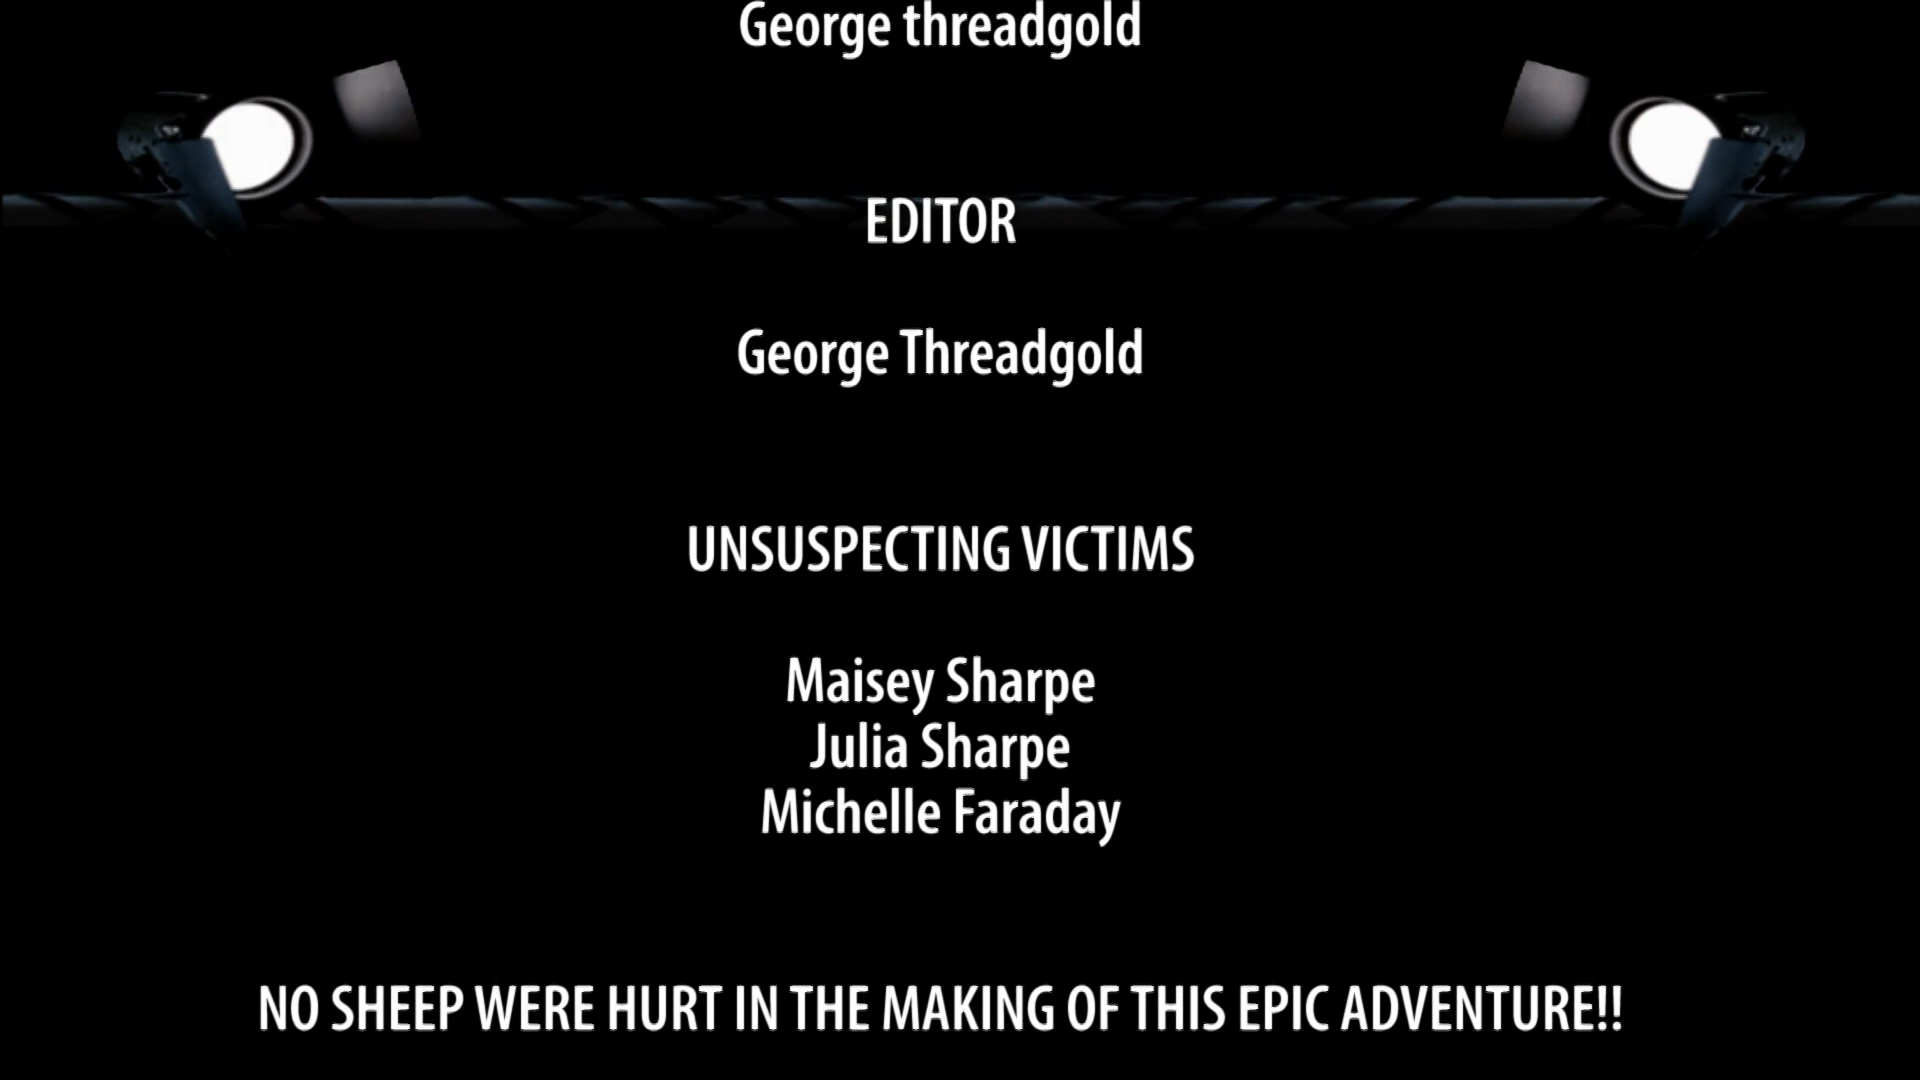 George threadgold
EDITOR
George Threadgold
UNSUSPECTING VICTIMS
Maisey Sharpe
Julia Sharpe
Michelle Faraday
NO SHEEP WERE HURT IN THE MAKING OF THIS EPIC ADVENTURE!!